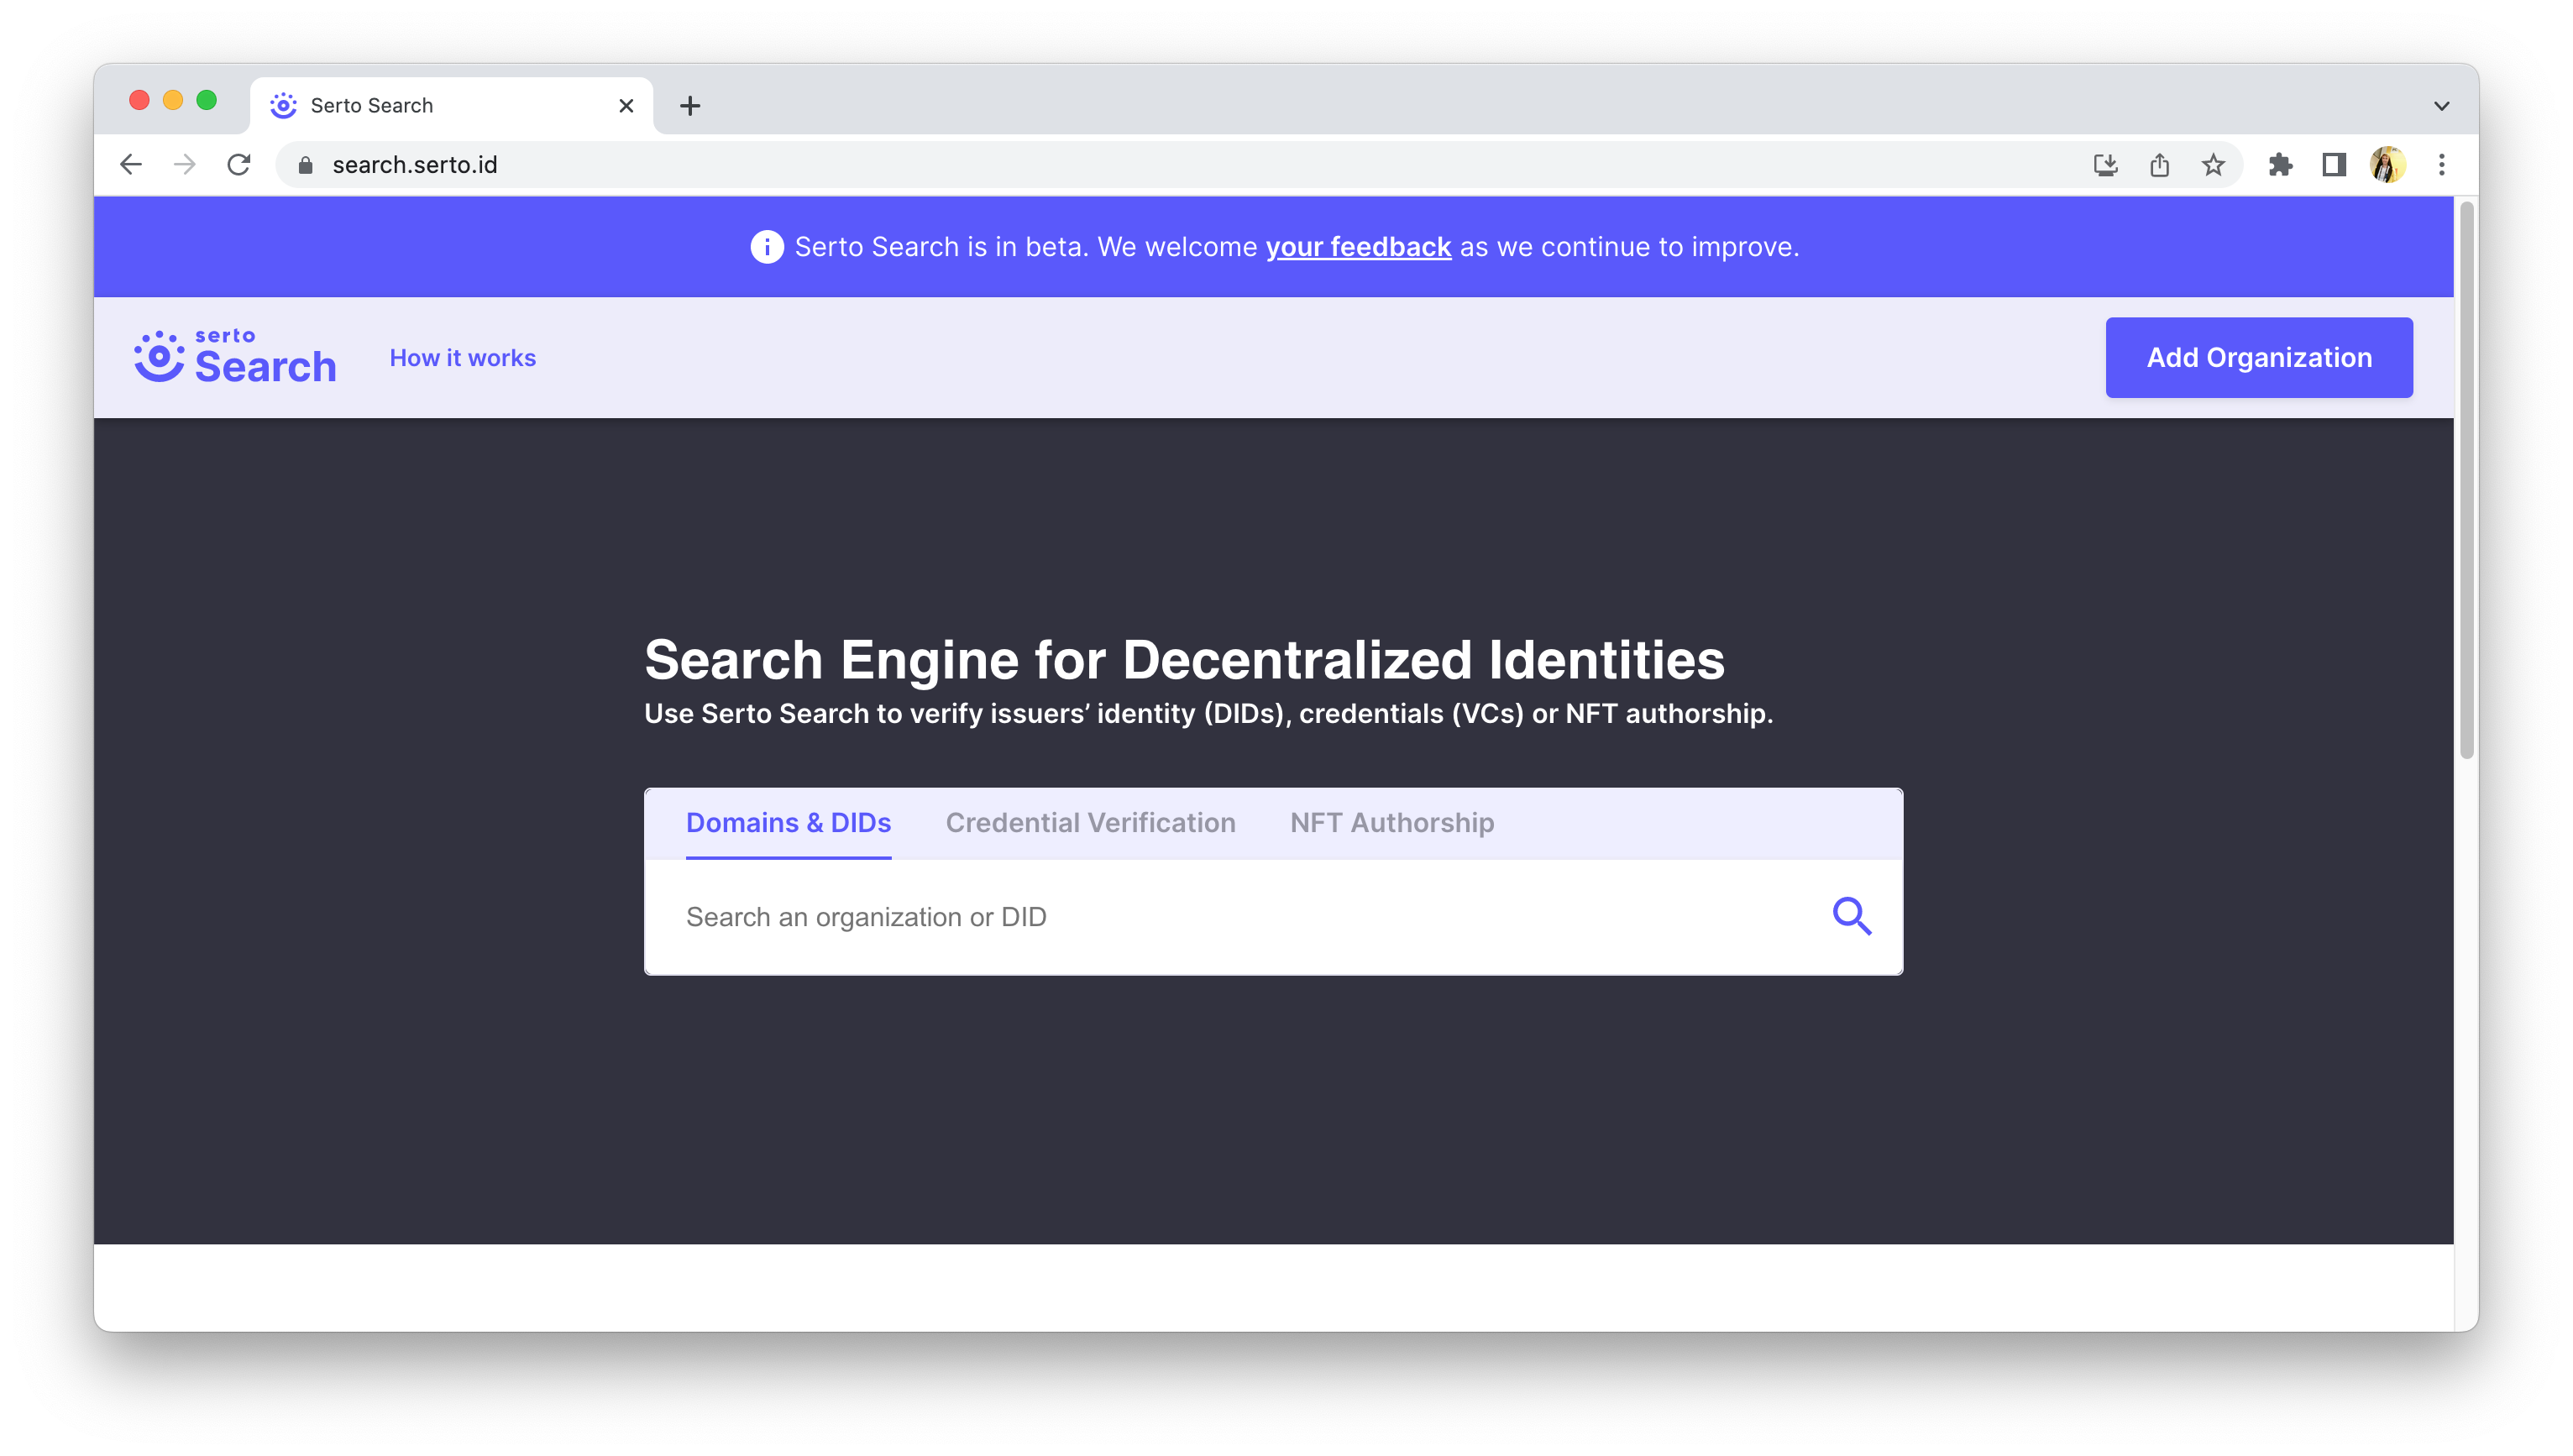 Serto Search
search.serto.id
Serto Search is in beta. We welcome your feedback as we continue to improve.
serto
Search
How it works
Add Organization
Search Engine for Decentralized Identities
Use Serto Search to verify issuers’ identity (DIDs), credentials (VCs) or NFT authorship.
Domains & DIDs
Credential Verification
NFT Authorship
Search an organization or DID